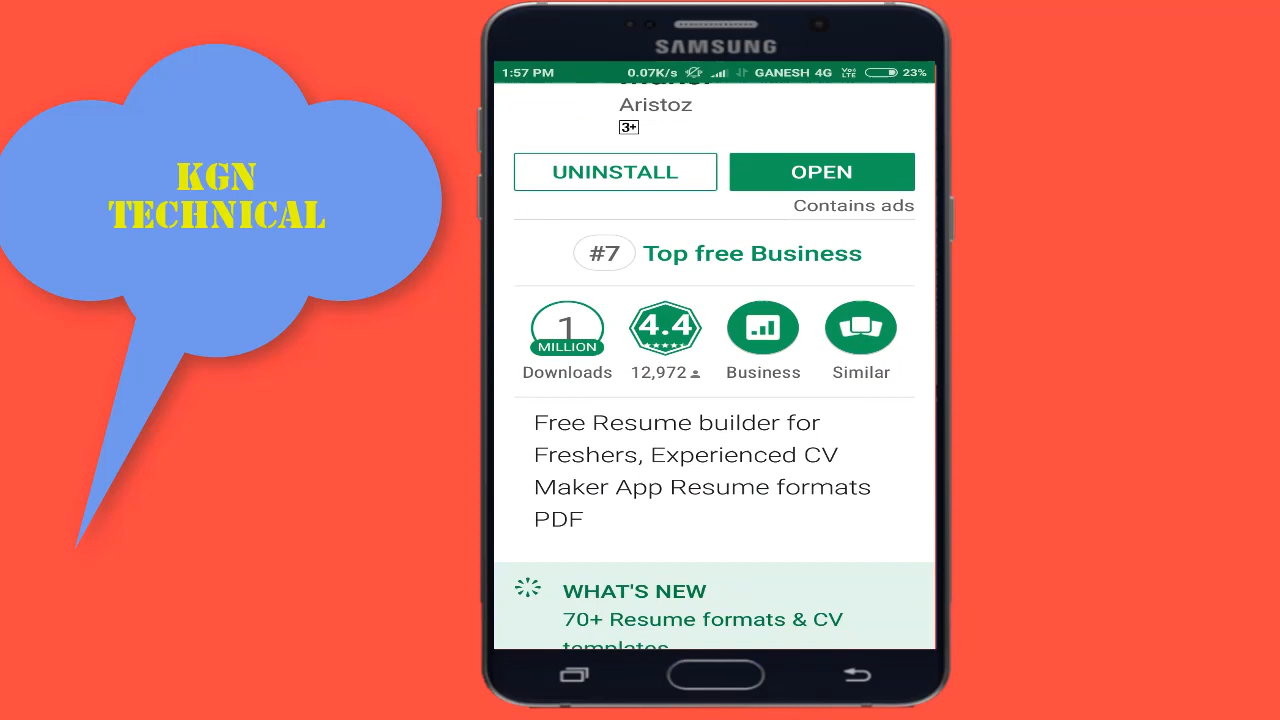 KGN
TECHNICAL
SAMSUNG
1:57 PM 0.07K/s GANESH 4G VoLTE 23%
Aristoz
3+
UNINSTALL OPEN
Contains ads
#7 Top free Business
1 MILLION 4.4
Downloads 12,972 Business Similar
Free Resume builder for
Freshers, Experienced CV
Maker App Resume formats
PDF
WHAT'S NEW
70+ Resume formats & CV
templates